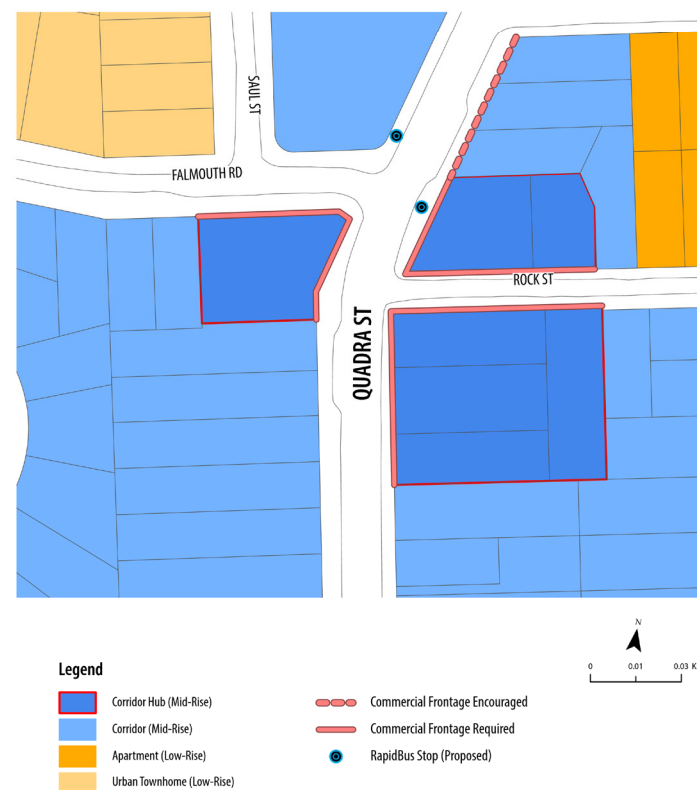 SAUL ST
FALMOUTH RD
ROCK ST
QUADRA ST
N
0 0.01 0.03 K
Legend
Corridor Hub (Mid-Rise)
Corridor (Mid-Rise)
Apartment (Low-Rise)
Urban Townhome (Low-Rise)
Commercial Frontage Encouraged
Commercial Frontage Required
RapidBus Stop (Proposed)